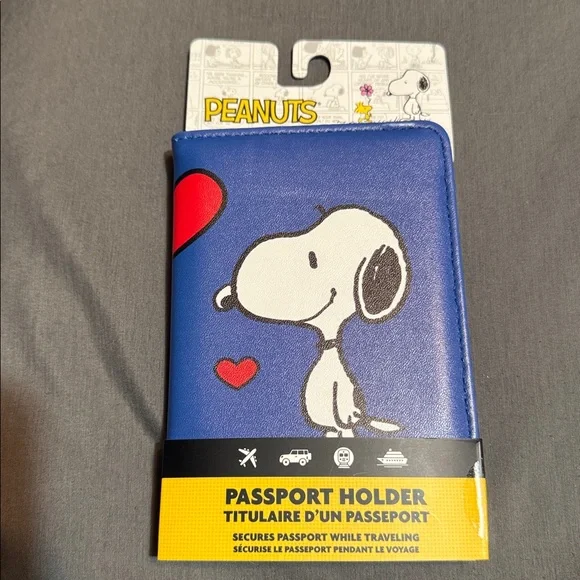 PEANUTS
PASSPORT HOLDER
TITULAIRE D'UN PASSEPORT
SECURES PASSPORT WHILE TRAVELING
SÉCURISE LE PASSEPORT PENDANT LE VOYAGE